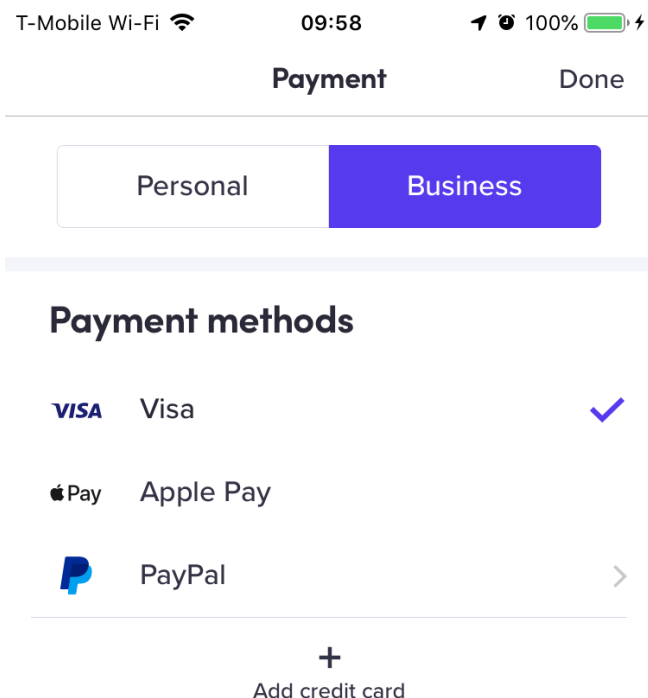 T-Mobile Wi-Fi 09:58 100%
Payment Done
Personal Business
Payment methods
VISA Visa
Pay Apple Pay
PayPal
+
Add credit card